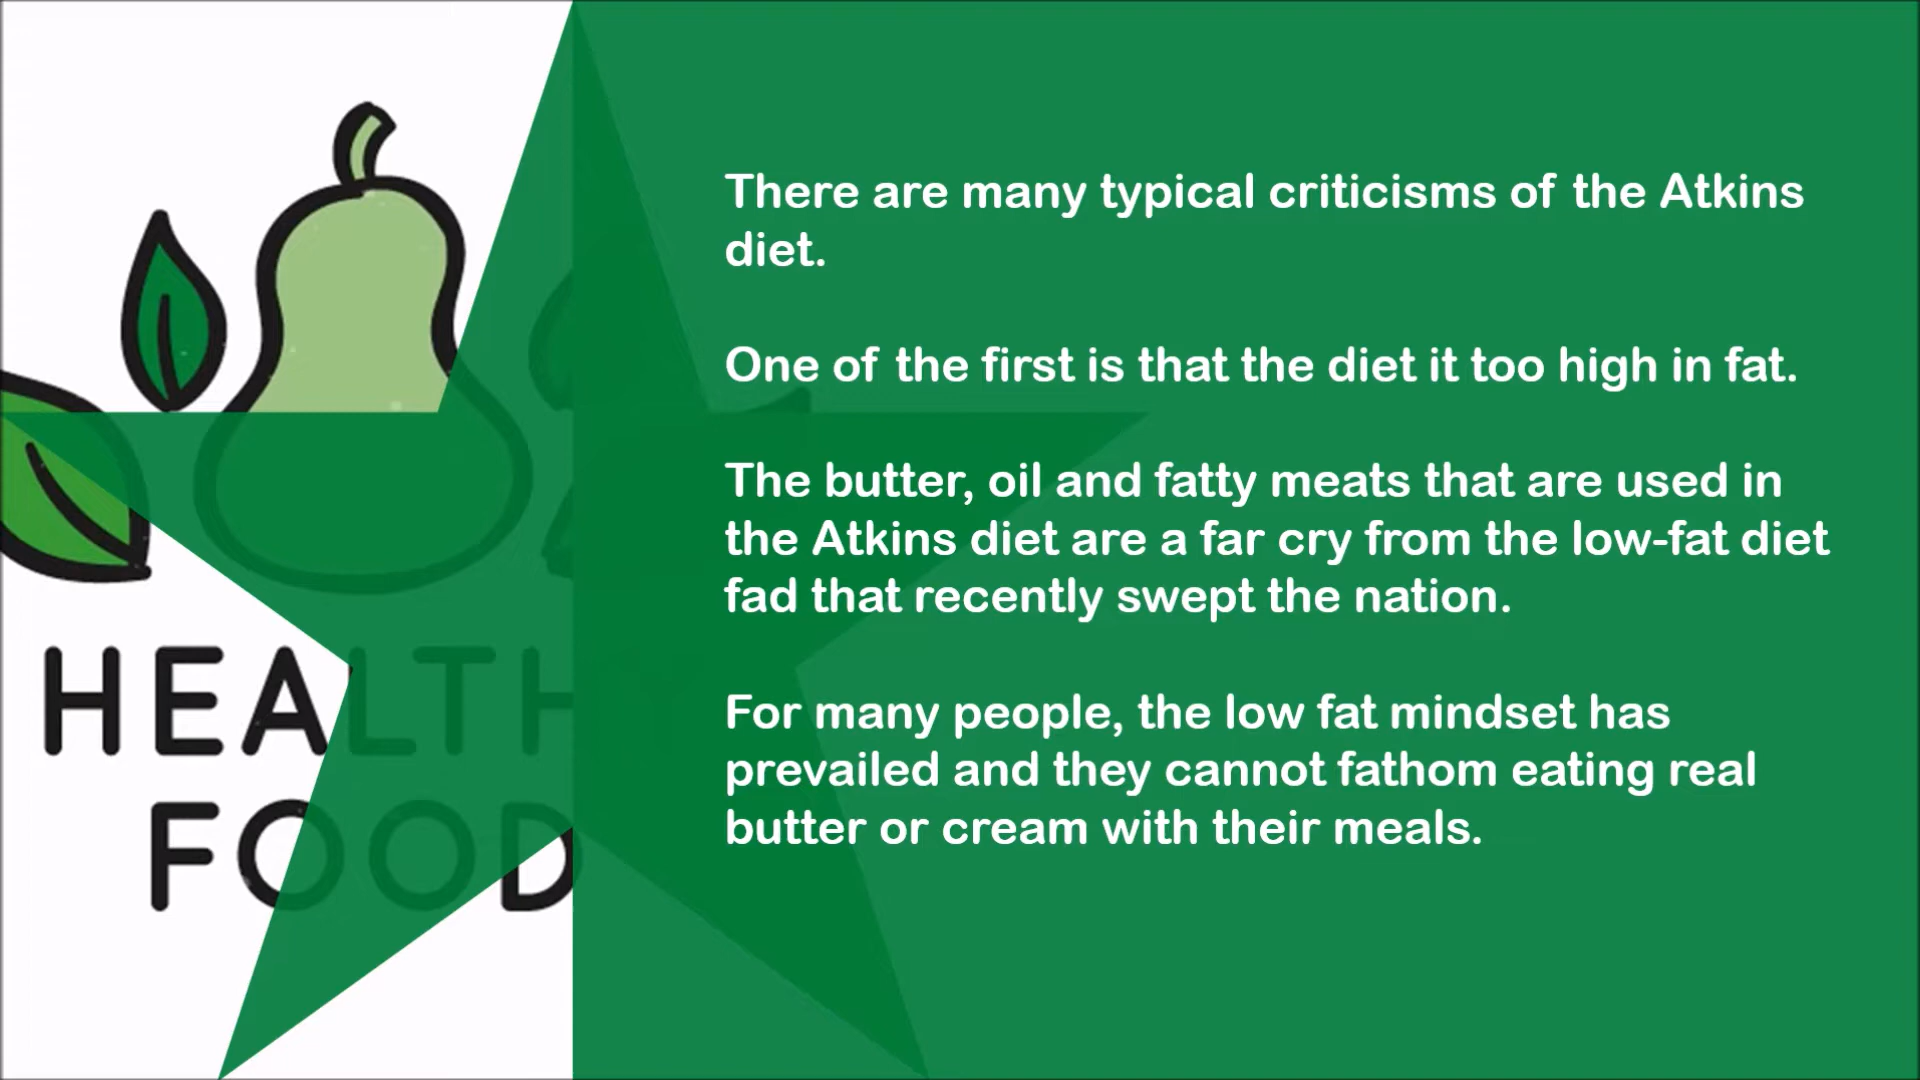 There are many typical criticisms of the Atkins
diet.
One of the first is that the diet it too high in fat.
The butter, oil and fatty meats that are used in
the Atkins diet are a far cry from the low-fat diet
fad that recently swept the nation.
For many people, the low fat mindset has
prevailed and they cannot fathom eating real
butter or cream with their meals.
HEALTH
FOOD